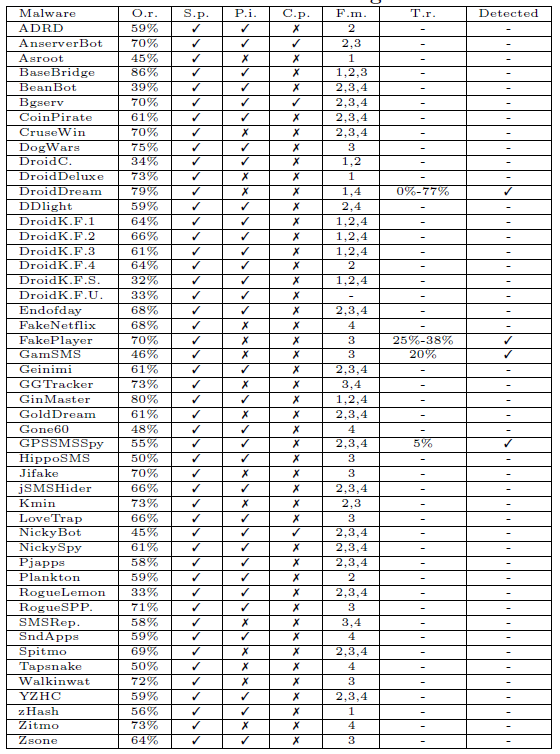 Malware O.r. S.p. P.i. C.p. F.m. T.r. Detected
ADRD 59% ✓ ✓ ✗ 2 - -
AnserverBot 70% ✓ ✓ ✓ 2,3 - -
Asroot 45% ✓ ✗ ✗ 1 - -
BaseBridge 86% ✓ ✓ ✗ 1,2,3 - -
BeanBot 39% ✓ ✓ ✗ 2,3,4 - -
Bgserv 70% ✓ ✓ ✓ 2,3,4 - -
CoinPirate 61% ✓ ✓ ✗ 2,3,4 - -
CruseWin 70% ✓ ✗ ✗ 2,3,4 - -
DogWars 75% ✓ ✓ ✗ 3 - -
DroidC. 34% ✓ ✓ ✗ 1,2 - -
DroidDeluxe 73% ✓ ✗ ✗ 1 - -
DroidDream 79% ✓ ✗ ✗ 1,4 0%-77% ✓
DDlight 59% ✓ ✓ ✗ 2,4 - -
DroidK.F.1 64% ✓ ✓ ✗ 1,2,4 - -
DroidK.F.2 66% ✓ ✓ ✗ 1,2,4 - -
DroidK.F.3 61% ✓ ✓ ✗ 1,2,4 - -
DroidK.F.4 64% ✓ ✓ ✗ 2 - -
DroidK.F.S. 32% ✓ ✓ ✗ 1,2,4 - -
DroidK.F.U. 33% ✓ ✓ ✗ - - -
Endofday 68% ✓ ✓ ✗ 2,3,4 - -
FakeNetflix 68% ✓ ✗ ✗ 4 - -
FakePlayer 70% ✓ ✗ ✗ 3 25%-38% ✓
GamSMS 46% ✓ ✗ ✗ 3 20% ✓
Geinimi 61% ✓ ✓ ✗ 2,3,4 - -
GGTracker 73% ✓ ✗ ✗ 3,4 - -
GinMaster 80% ✓ ✓ ✗ 1,2,4 - -
GoldDream 61% ✓ ✗ ✗ 2,3,4 - -
Gone60 48% ✓ ✓ ✗ 4 - -
GPSSMSSpy 55% ✓ ✓ ✗ 2,3,4 5% ✓
HippoSMS 50% ✓ ✓ ✗ 3 - -
Jifake 70% ✓ ✗ ✗ 3 - -
jSMSHider 66% ✓ ✓ ✗ 2,3,4 - -
Kmin 73% ✓ ✗ ✗ 2,3 - -
LoveTrap 66% ✓ ✓ ✗ 3 - -
NickyBot 45% ✓ ✓ ✓ 2,3,4 - -
NickySpy 61% ✓ ✓ ✗ 2,3,4 - -
Pjapps 58% ✓ ✓ ✗ 2,3,4 - -
Plankton 59% ✓ ✓ ✗ 2 - -
RogueLemon 33% ✓ ✓ ✗ 2,3,4 - -
RogueSPP. 71% ✓ ✓ ✗ 3 - -
SMSRep. 58% ✓ ✗ ✗ 3,4 - -
SndApps 59% ✓ ✓ ✗ 4 - -
Spitmo 69% ✓ ✗ ✗ 2,3,4 - -
Tapsnake 50% ✓ ✗ ✗ 4 - -
Walkinwat 72% ✓ ✗ ✗ 3 - -
YZHC 59% ✓ ✓ ✗ 2,3,4 - -
zHash 56% ✓ ✓ ✗ 1 - -
Zitmo 73% ✓ ✗ ✗ 4 - -
Zsone 64% ✓ ✓ ✗ 3 - -